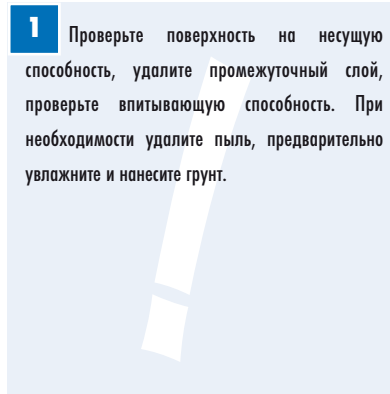 1 Проверьте поверхность на несущую
способность, удалите промежуточный слой,
проверьте впитывающую способность. При
необходимости удалите пыль, предварительно
увлажните и нанесите грунт.
!